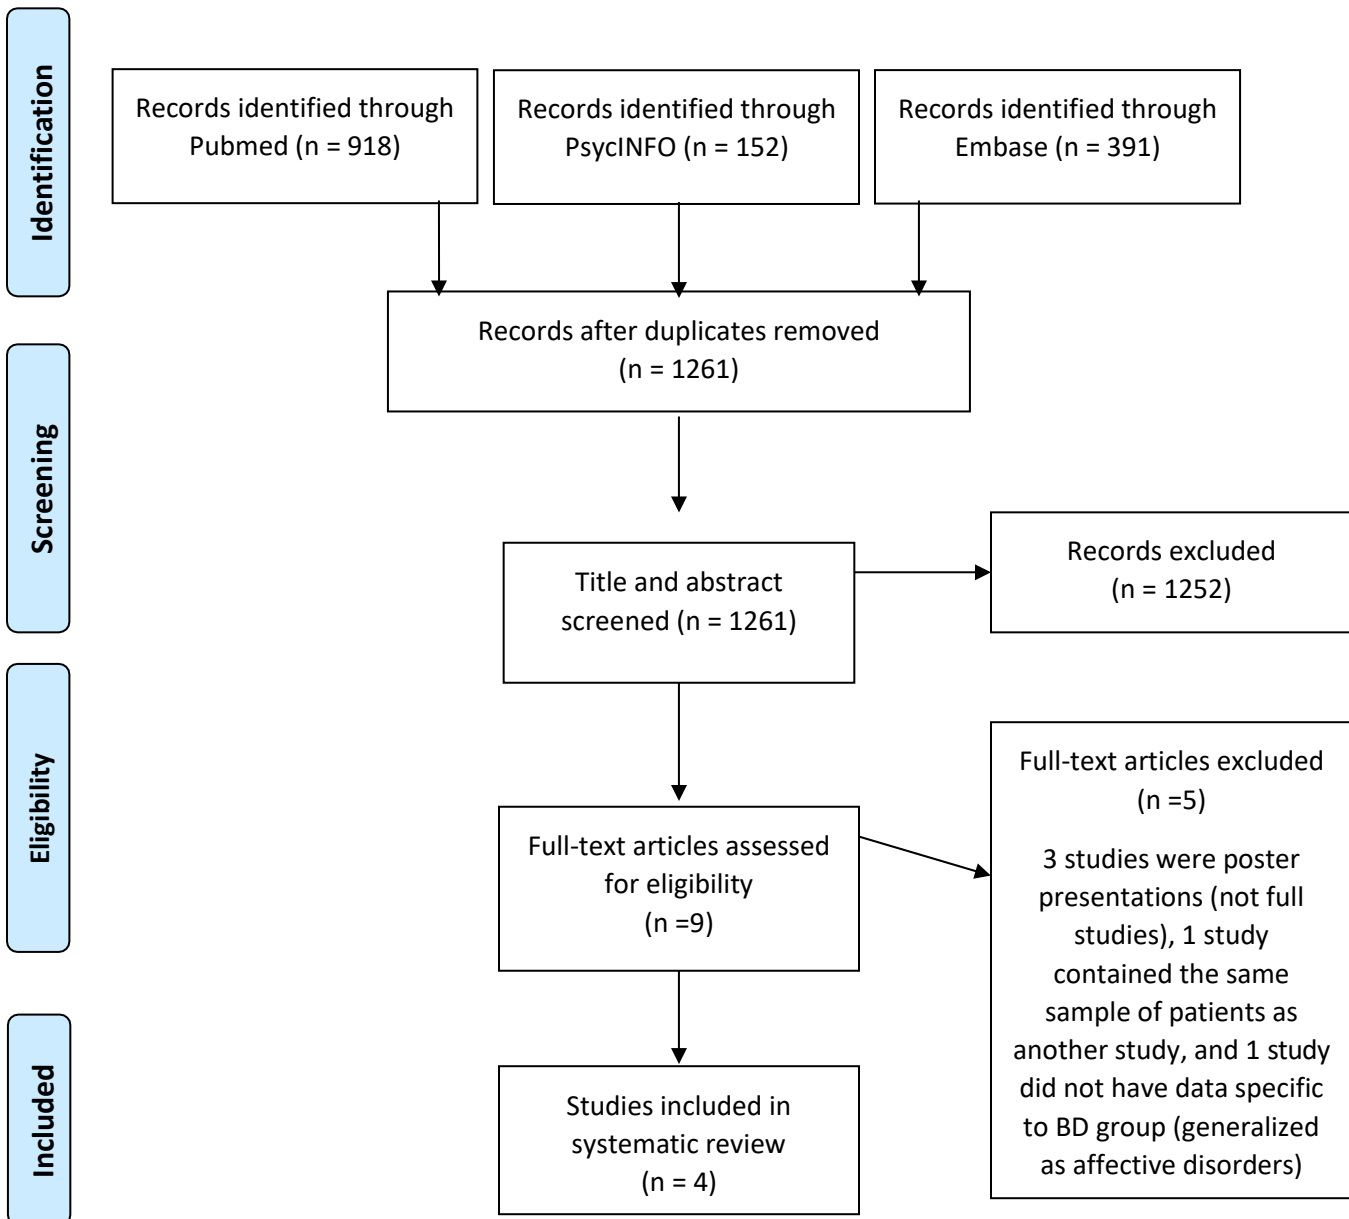 Identification
Records identified through
Pubmed (n = 918)
Records identified through
PsycINFO (n = 152)
Records identified through
Embase (n = 391)
Records after duplicates removed
(n = 1261)
Screening
Title and abstract
screened (n = 1261)
Records excluded
(n = 1252)
Eligibility
Full-text articles assessed
for eligibility
(n =9)
Full-text articles excluded
(n =5)
3 studies were poster
presentations (not full
studies), 1 study
contained the same
sample of patients as
another study, and 1 study
did not have data specific
to BD group (generalized
as affective disorders)
Included
Studies included in
systematic review
(n = 4)